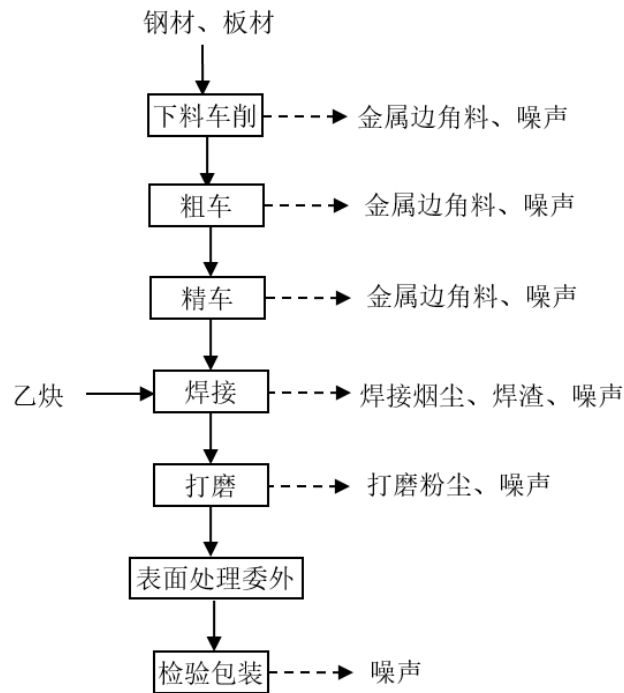 钢材、板材
下料车削
金属边角料、噪声
粗车
金属边角料、噪声
精车
金属边角料、噪声
乙炔
焊接
焊接烟尘、焊渣、噪声
打磨
打磨粉尘、噪声
表面处理委外
检验包装
噪声